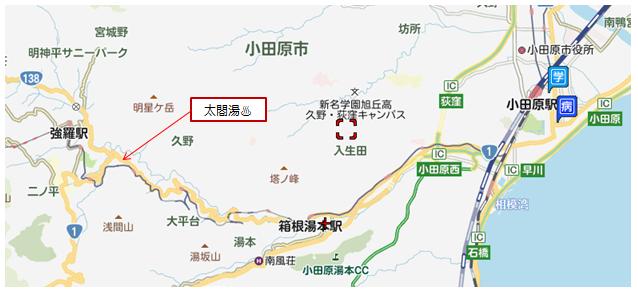 宮城野
明神平サニーパーク
138
明星ケ岳
強羅駅
久野
二ノ平
浅間山
大平台
湯本
湯坂山
小田原市
太閤湯♨
塔ノ峰
箱根湯本駅
南風荘
小田原湯本CC
坊所
新名学園旭丘高
久野・荻窪キャンパス
入生田
荻窪
IC
小田原市役所
学
小田原駅
病
IC
小田原
IC
小田原西
1
IC
早川
相模湾
IC
石橋
1